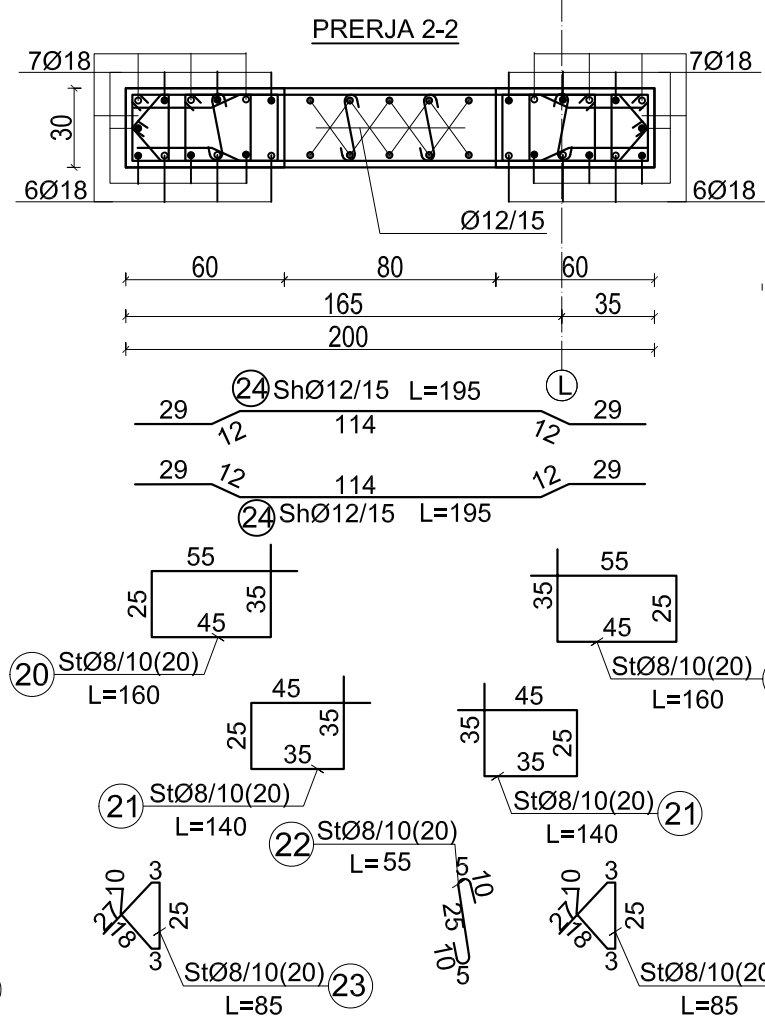 PRERJA 2-2
7Ø18 7Ø18
30
6Ø18 6Ø18
Ø12/15
60 80 60
165 35
200
24 ShØ12/15 L=195 L
29 12 114 12 29
29 12 114 12 29
24 ShØ12/15 L=195
55 55
25 35 35 25
45 45
20 StØ8/10(20) StØ8/10(20)
L=160 L=160
45 45
25 35 35 25
35 35
21 StØ8/10(20) StØ8/10(20) 21
L=140 L=140
22 StØ8/10(20)
L=55
5 10
25
10 5
3 3
10 25 10 25
27 18 27 18
3 3
StØ8/10(20) 23 StØ8/10(20
L=85 L=85